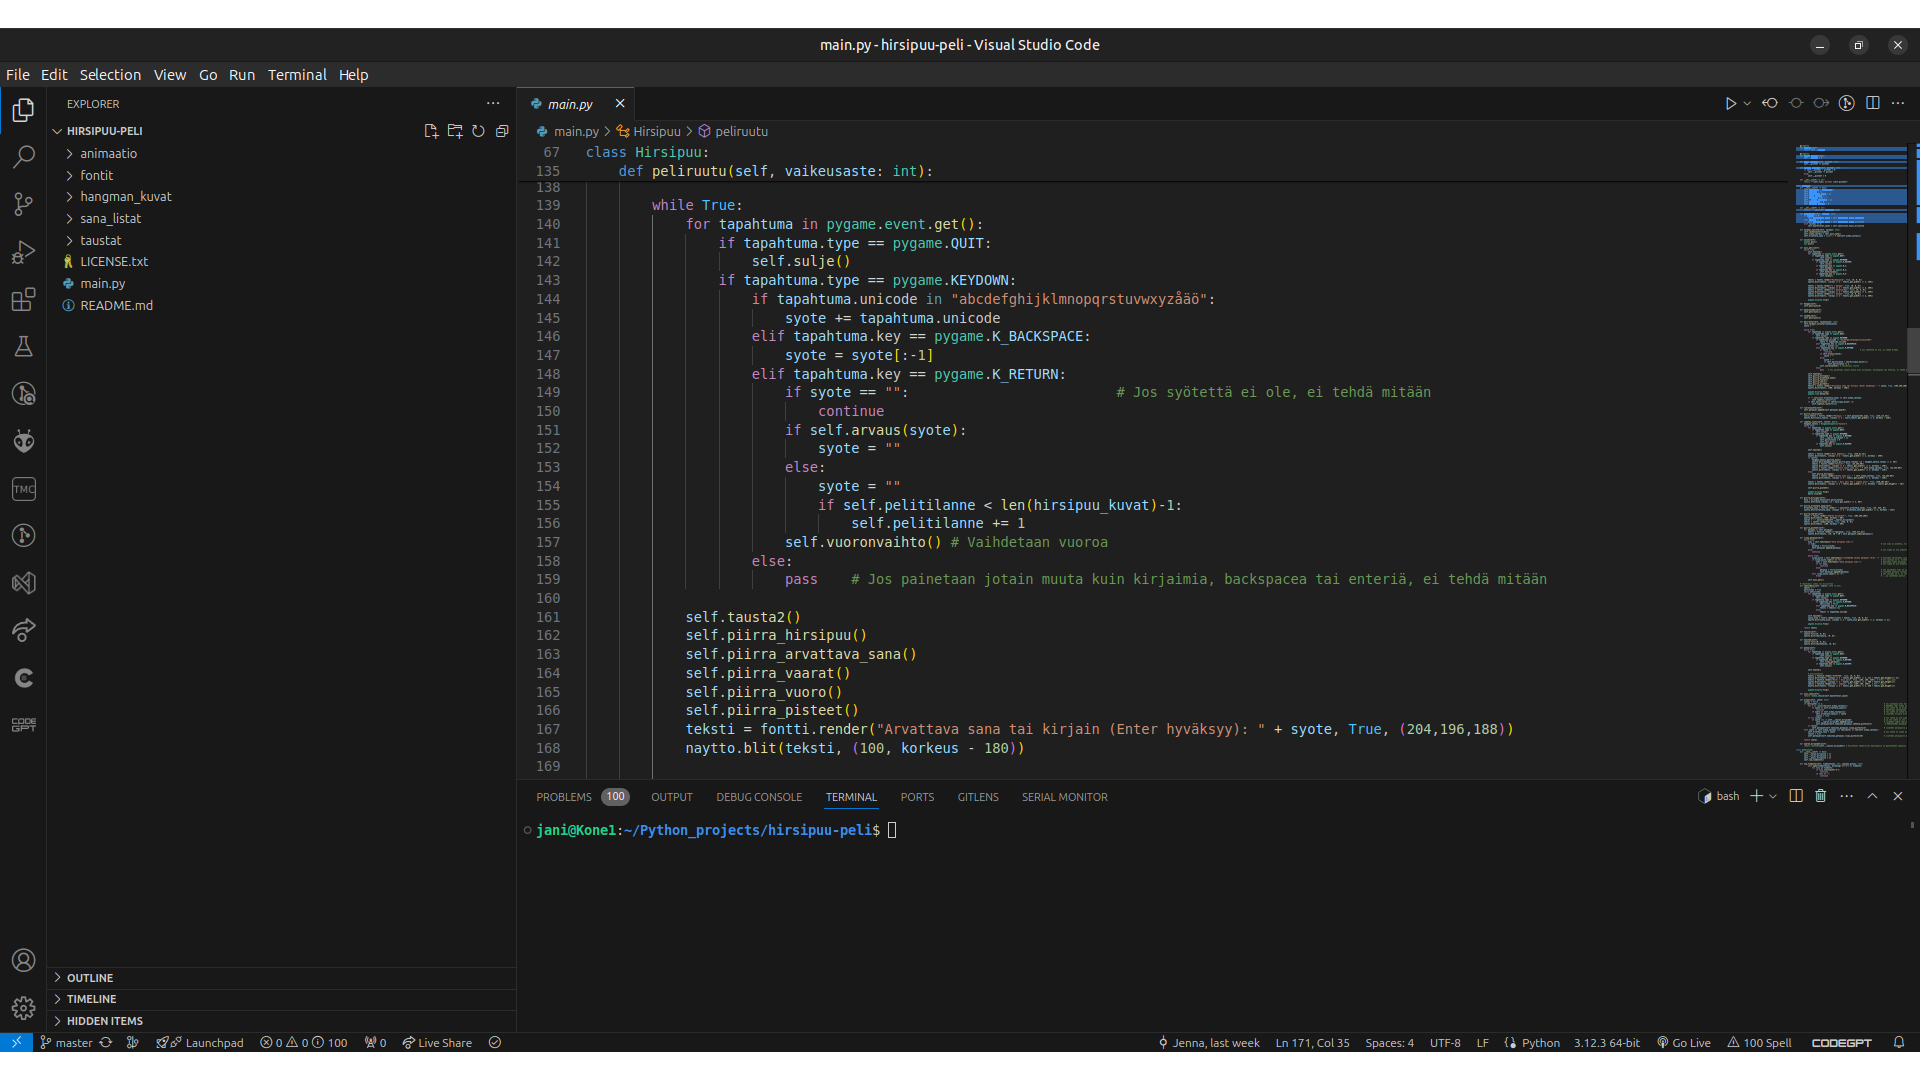 main.py - hirsipuu-peli - Visual Studio Code
File Edit Selection View Go Run Terminal Help
EXPLORER
HIRSIPUU-PELI
animaatio
fontit
hangman_kuvat
sana_listat
taustat
LICENSE.txt
main.py
README.md
OUTLINE
TIMELINE
HIDDEN ITEMS
TMC
CODE
GPT
main.py
main.py > Hirsipuu > peliruutu
67 class Hirsipuu:
135     def peliruutu(self, vaikeusaste: int):
138
139         while True:
140             for tapahtuma in pygame.event.get():
141                 if tapahtuma.type == pygame.QUIT:
142                     self.sulje()
143                 if tapahtuma.type == pygame.KEYDOWN:
144                     if tapahtuma.unicode in "abcdefghijklmnopqrstuvwxyzåäö":
145                         syote += tapahtuma.unicode
146                     elif tapahtuma.key == pygame.K_BACKSPACE:
147                         syote = syote[:-1]
148                     elif tapahtuma.key == pygame.K_RETURN:
149                         if syote == "":                         # Jos syötettä ei ole, ei tehdä mitään
150                             continue
151                         if self.arvaus(syote):
152                             syote = ""
153                         else:
154                             syote = ""
155                             if self.pelitilanne < len(hirsipuu_kuvat)-1:
156                                 self.pelitilanne += 1
157                         self.vuoronvaihto() # Vaihdetaan vuoroa
158                     else:
159                         pass    # Jos painetaan jotain muuta kuin kirjaimia, backspacea tai enteriä, ei tehdä mitään
160
161             self.tausta2()
162             self.piirra_hirsipuu()
163             self.piirra_arvattava_sana()
164             self.piirra_vaarat()
165             self.piirra_vuoro()
166             self.piirra_pisteet()
167             teksti = fontti.render("Arvattava sana tai kirjain (Enter hyväksyy): " + syote, True, (204,196,188))
168             naytto.blit(teksti, (100, korkeus - 180))
169
PROBLEMS 100 OUTPUT DEBUG CONSOLE TERMINAL PORTS GITLENS SERIAL MONITOR bash
jani@Kone1:~/Python_projects/hirsipuu-peli$
master Launchpad 0 0 100 0 Live Share Jenna, last week Ln 171, Col 35 Spaces: 4 UTF-8 LF Python 3.12.3 64-bit Go Live 100 Spell CODEGPT